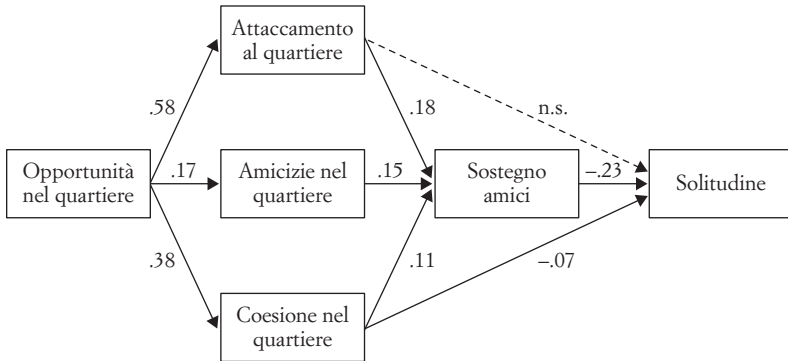 Attaccamento
al quartiere
.58
.18
n.s.
Opportunità
nel quartiere
.17
Amicizie nel
quartiere
.15
Sostegno
amici
–.23
Solitudine
.38
.11
–.07
Coesione nel
quartiere